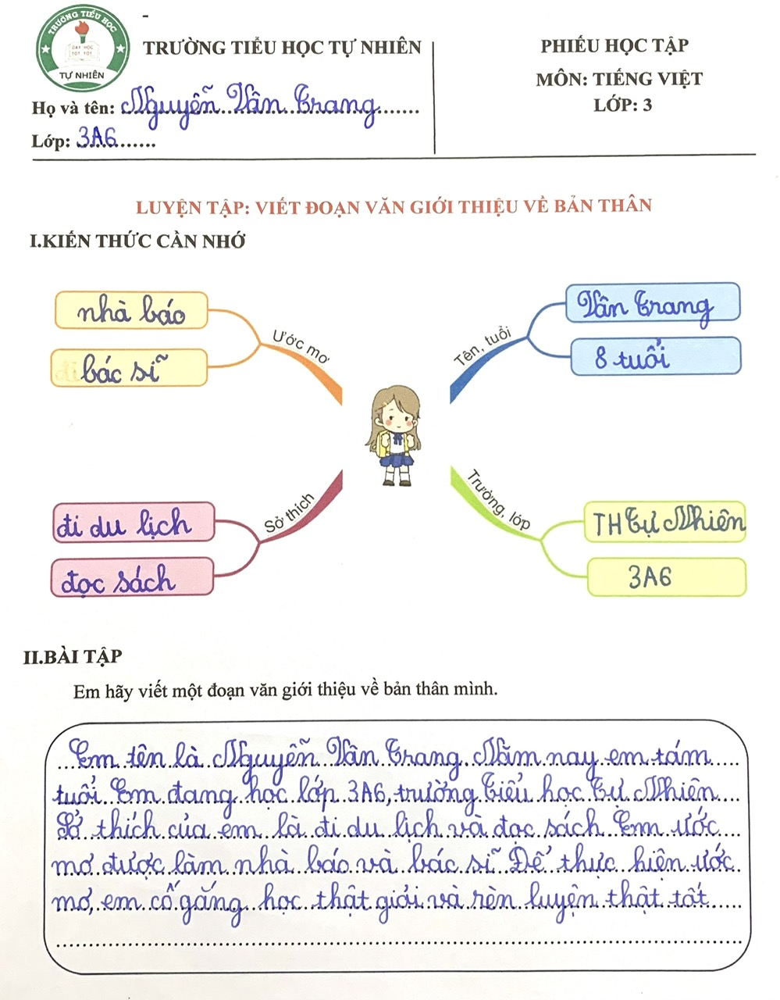 TRƯỜNG TIỂU HỌC
DẠY HỌC
TỰ NHIÊN
TRƯỜNG TIỂU HỌC TỰ NHIÊN
Họ và tên: Nguyễn Vân Trang
Lớp: 3A6
PHIẾU HỌC TẬP
MÔN: TIẾNG VIỆT
LỚP: 3
LUYỆN TẬP: VIẾT ĐOẠN VĂN GIỚI THIỆU VỀ BẢN THÂN
I.KIẾN THỨC CẦN NHỚ
nhà báo
bác sĩ
Ước mơ
Tên, tuổi
Vân Trang
8 tuổi
đi du lịch
đọc sách
Sở thích
Trường, lớp
TH Tự Nhiên
3A6
II.BÀI TẬP
Em hãy viết một đoạn văn giới thiệu về bản thân mình.
Em tên là Nguyễn Vân Trang. Năm nay em tám
tuổi. Em đang học lớp 3A6, trường Tiểu học Tự Nhiên
Sở thích của em là đi du lịch và đọc sách. Em ước
mơ được làm nhà báo và bác sĩ. Để thực hiện ước
mơ, em cố gắng học thật giỏi và rèn luyện thật tốt